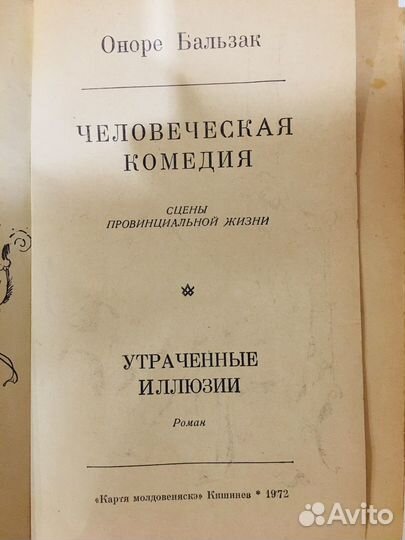 Оноре Бальзак
ЧЕЛОВЕЧЕСКАЯ
КОМЕДИЯ
СЦЕНЫ
ПРОВИНЦИАЛЬНОЙ ЖИЗНИ
УТРАЧЕННЫЕ
ИЛЛЮЗИИ
Роман
«Картя молдовеняскэ» Кишинев * 1972
Avito